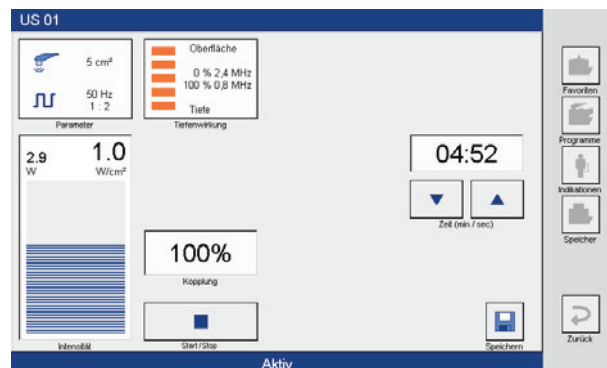 US 01
5 cm²
50 Hz
1 : 2
Parameter
Oberfläche
0 % 2,4 MHz
100 % 0,8 MHz
Tiefe
Tiefenwirkung
2.9
W
1.0
W/cm²
Intensität
100%
Kopplung
Start/Stop
04:52
Zeit (min / sec)
Speichern
Favoriten
Programme
Indikationen
Speicher
Zurück
Aktiv